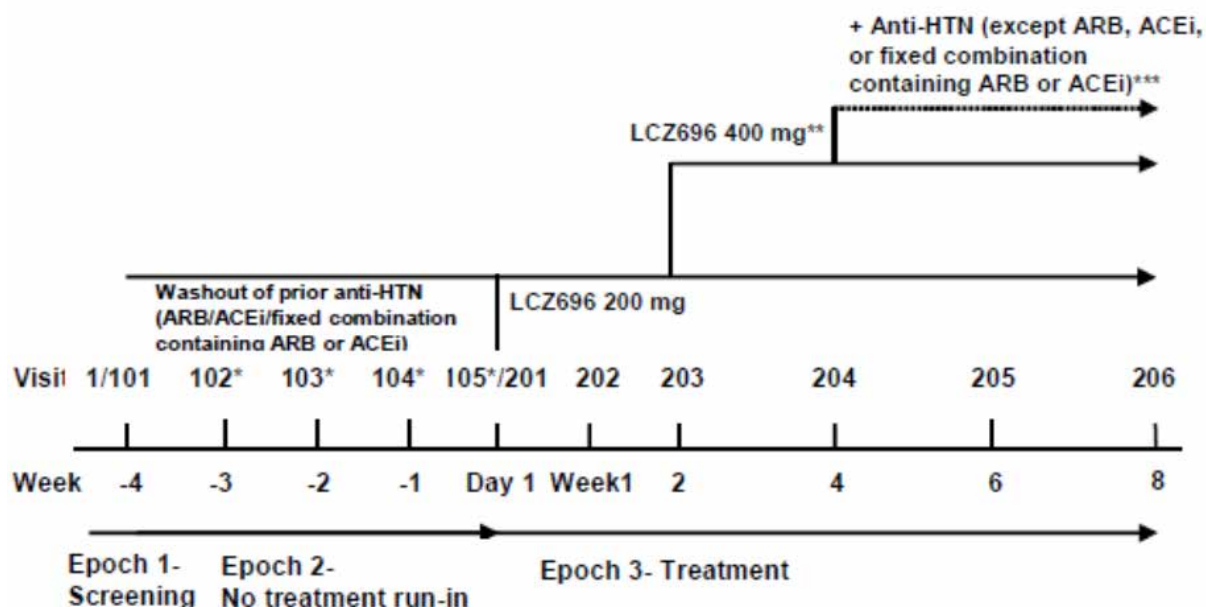 + Anti-HTN (except ARB, ACEi,
or fixed combination
containing ARB or ACEi)***
LCZ696 400 mg**
Washout of prior anti-HTN
(ARB/ACEi/fixed combination
containing ARB or ACEi)
LCZ696 200 mg
Visit 1/101 102* 103* 104* 105*/201 202 203 204 205 206
Week -4 -3 -2 -1 Day 1 Week1 2 4 6 8
Epoch 1-
Screening
Epoch 2-
No treatment run-in
Epoch 3- Treatment